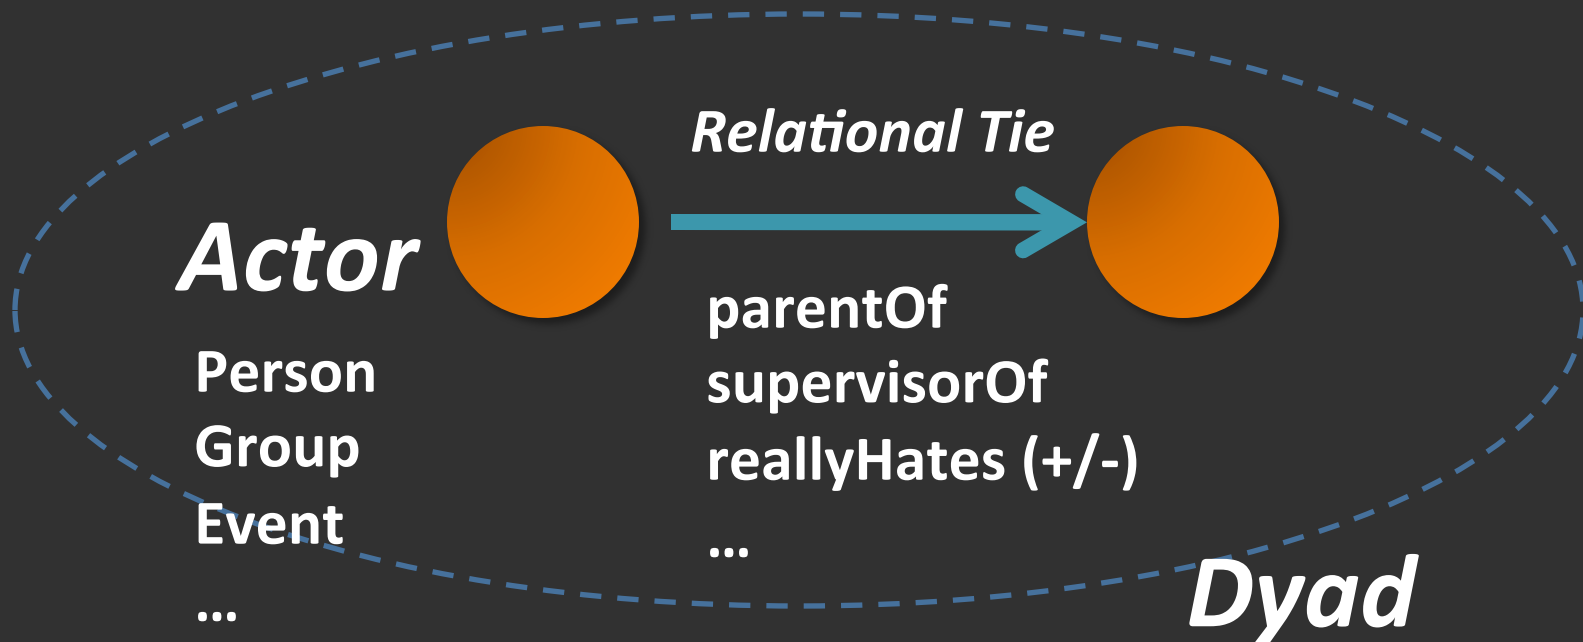 Relational Tie
Actor
Person
Group
Event
…
parentOf
supervisorOf
reallyHates (+/-)
…
Dyad